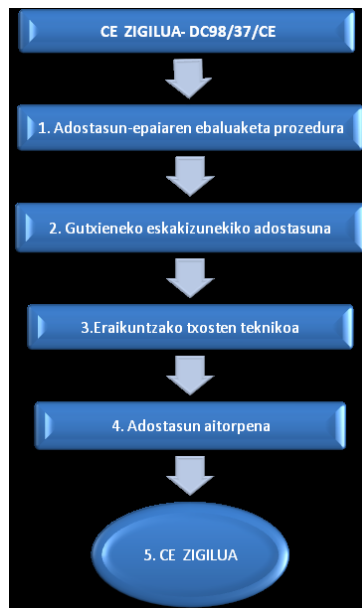 CE ZIGILUA- DC98/37/CE
1. Adostasun-epaiaren ebaluaketa prozedura
2. Gutxieneko eskakizunekiko adostasuna
3.Eraikuntzako txosten teknikoa
4. Adostasun aitorpena
5. CE ZIGILUA